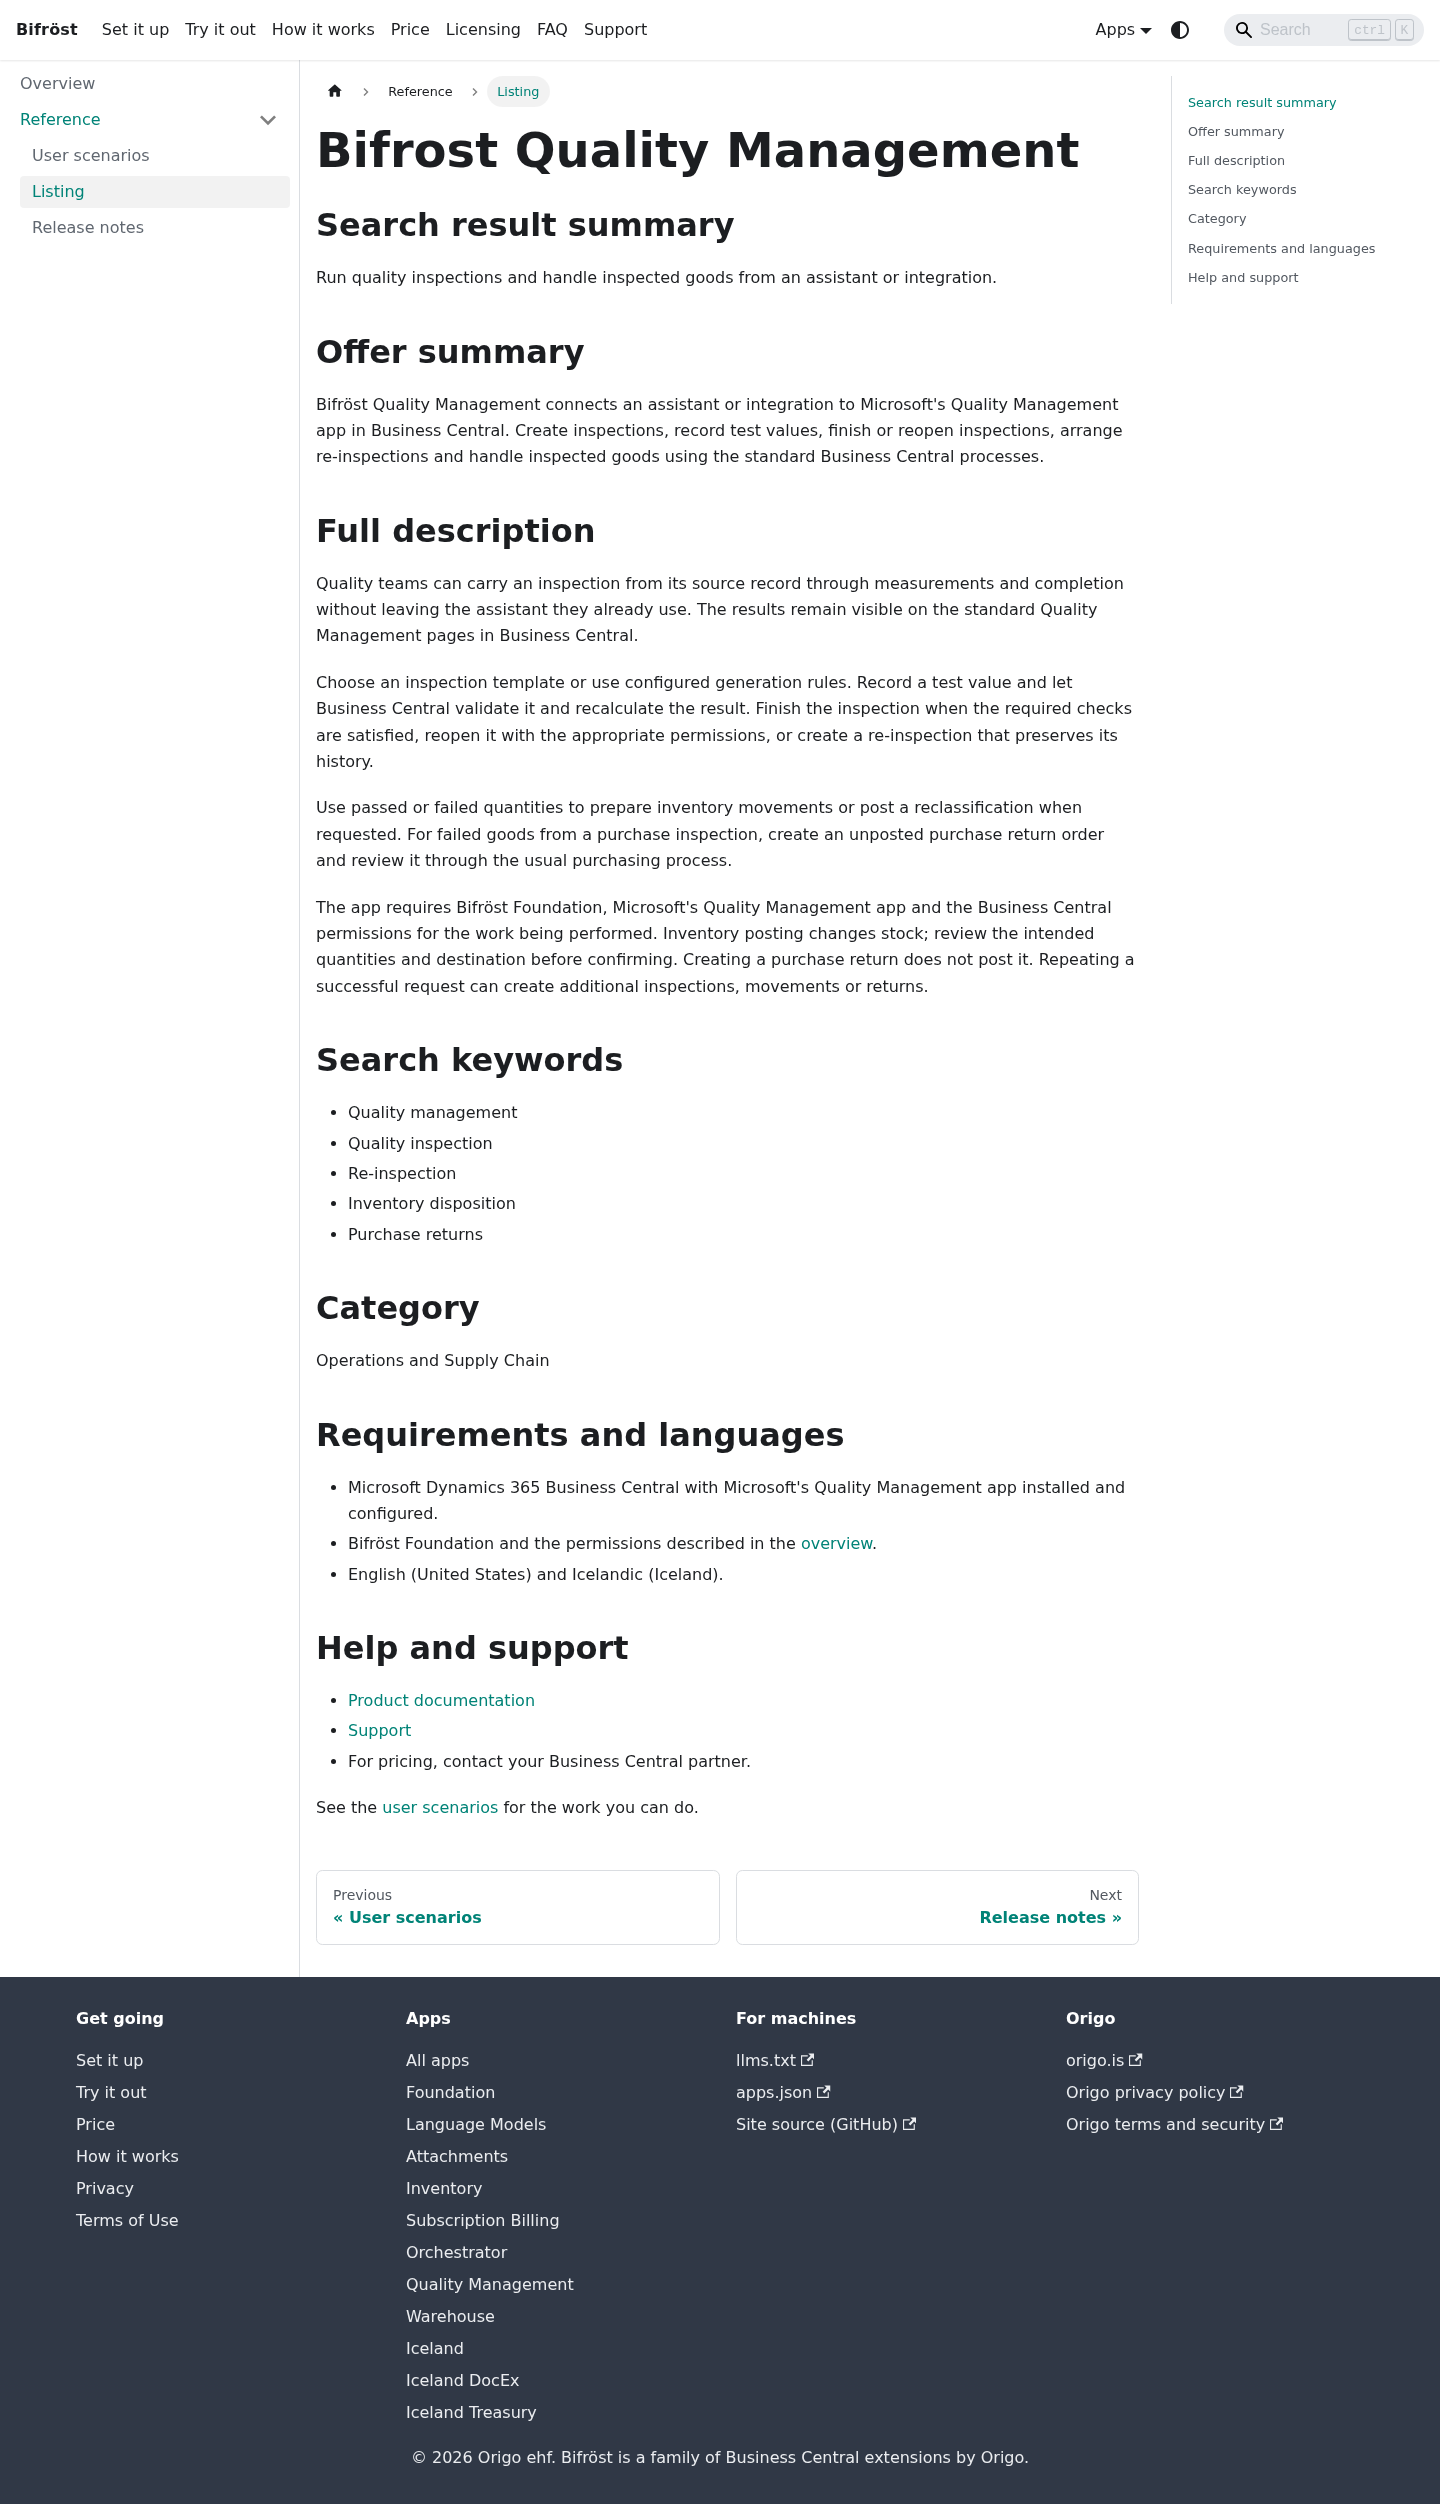 Bifröst Set it up Try it out How it works Price Licensing FAQ Support Apps Search ctrl K
Overview
Reference
User scenarios
Listing
Release notes
Reference Listing
Bifrost Quality Management
Search result summary
Run quality inspections and handle inspected goods from an assistant or integration.
Offer summary
Bifröst Quality Management connects an assistant or integration to Microsoft's Quality Management
app in Business Central. Create inspections, record test values, finish or reopen inspections, arrange
re-inspections and handle inspected goods using the standard Business Central processes.
Full description
Quality teams can carry an inspection from its source record through measurements and completion
without leaving the assistant they already use. The results remain visible on the standard Quality
Management pages in Business Central.
Choose an inspection template or use configured generation rules. Record a test value and let
Business Central validate it and recalculate the result. Finish the inspection when the required checks
are satisfied, reopen it with the appropriate permissions, or create a re-inspection that preserves its
history.
Use passed or failed quantities to prepare inventory movements or post a reclassification when
requested. For failed goods from a purchase inspection, create an unposted purchase return order
and review it through the usual purchasing process.
The app requires Bifröst Foundation, Microsoft's Quality Management app and the Business Central
permissions for the work being performed. Inventory posting changes stock; review the intended
quantities and destination before confirming. Creating a purchase return does not post it. Repeating a
successful request can create additional inspections, movements or returns.
Search keywords
• Quality management
• Quality inspection
• Re-inspection
• Inventory disposition
• Purchase returns
Category
Operations and Supply Chain
Requirements and languages
• Microsoft Dynamics 365 Business Central with Microsoft's Quality Management app installed and
configured.
• Bifröst Foundation and the permissions described in the overview.
• English (United States) and Icelandic (Iceland).
Help and support
• Product documentation
• Support
• For pricing, contact your Business Central partner.
See the user scenarios for the work you can do.
Previous
« User scenarios
Next
Release notes »
Search result summary
Offer summary
Full description
Search keywords
Category
Requirements and languages
Help and support
Get going
Set it up
Try it out
Price
How it works
Privacy
Terms of Use
Apps
All apps
Foundation
Language Models
Attachments
Inventory
Subscription Billing
Orchestrator
Quality Management
Warehouse
Iceland
Iceland DocEx
Iceland Treasury
For machines
llms.txt
apps.json
Site source (GitHub)
Origo
origo.is
Origo privacy policy
Origo terms and security
© 2026 Origo ehf. Bifröst is a family of Business Central extensions by Origo.